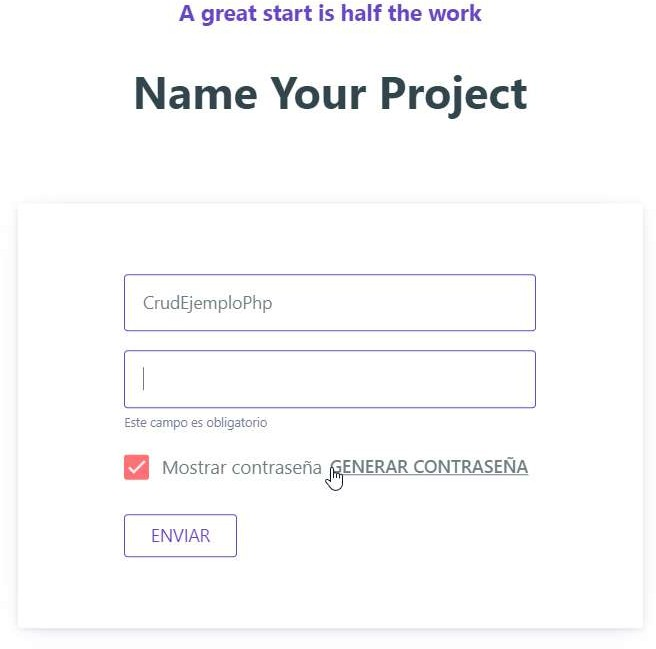 A great start is half the work
Name Your Project
CrudEjemploPhp
Este campo es obligatorio
Mostrar contraseña GENERAR CONTRASEÑA
ENVIAR